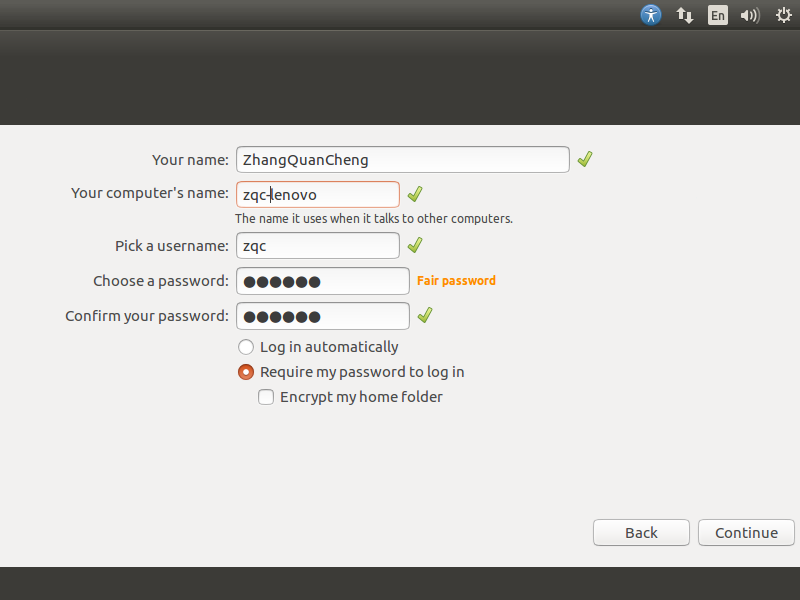 En
Your name: ZhangQuanCheng
Your computer's name: zqc-lenovo
The name it uses when it talks to other computers.
Pick a username: zqc
Choose a password: ●●●●●● Fair password
Confirm your password: ●●●●●●
Log in automatically
Require my password to log in
Encrypt my home folder
Back Continue